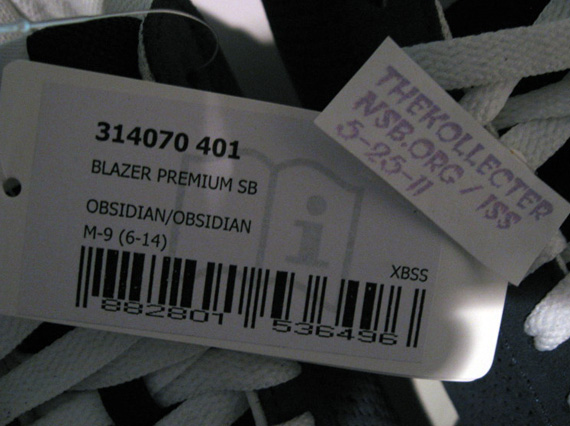 314070 401
BLAZER PREMIUM SB
OBSIDIAN/OBSIDIAN
M-9 (6-14)
XBSS
882801 536496
THEKOLLECTER
NSB.ORG / ISS
5-25-11